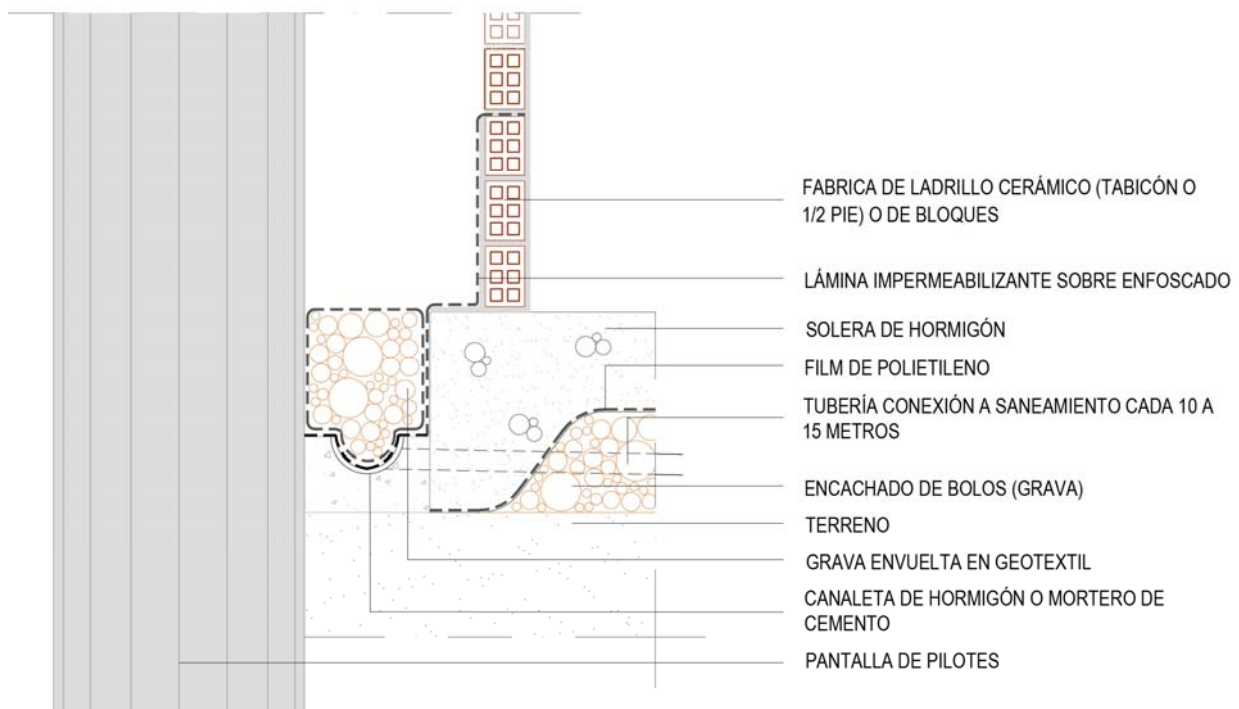 FABRICA DE LADRILLO CERÁMICO (TABICÓN O
1/2 PIE) O DE BLOQUES
LÁMINA IMPERMEABILIZANTE SOBRE ENFOSCADO
SOLERA DE HORMIGÓN
FILM DE POLIETILENO
TUBERÍA CONEXIÓN A SANEAMIENTO CADA 10 A
15 METROS
ENCACHADO DE BOLOS (GRAVA)
TERRENO
GRAVA ENVUELTA EN GEOTEXTIL
CANALETA DE HORMIGÓN O MORTERO DE
CEMENTO
PANTALLA DE PILOTES